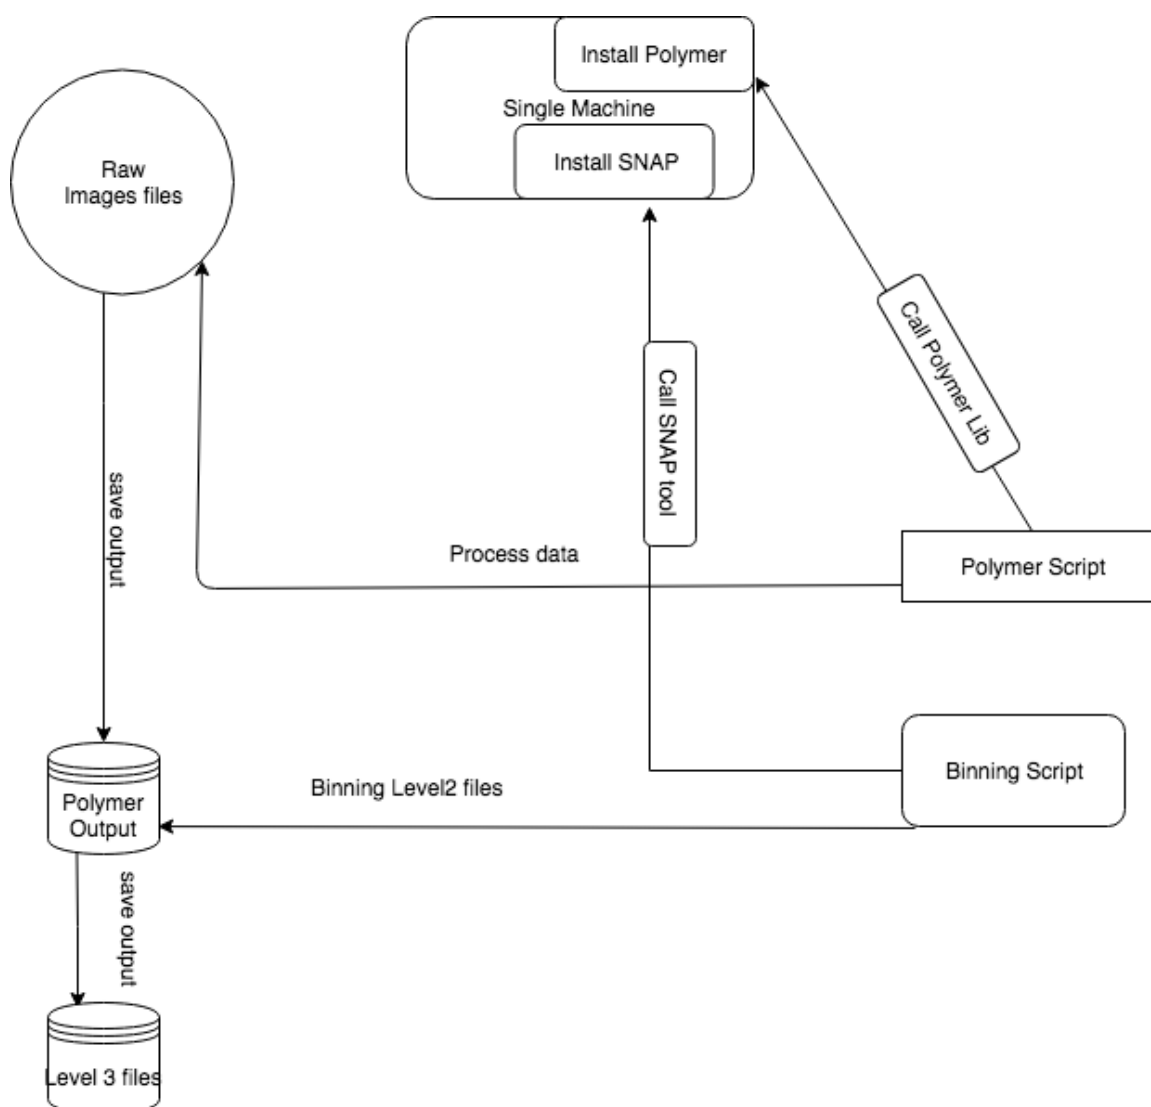 Install Polymer
Single Machine
Install SNAP
Raw
Images files
Call Polymer Lib
Call SNAP tool
save output
Process data
Polymer Script
Binning Script
Binning Level2 files
Polymer
Output
save output
Level 3 files